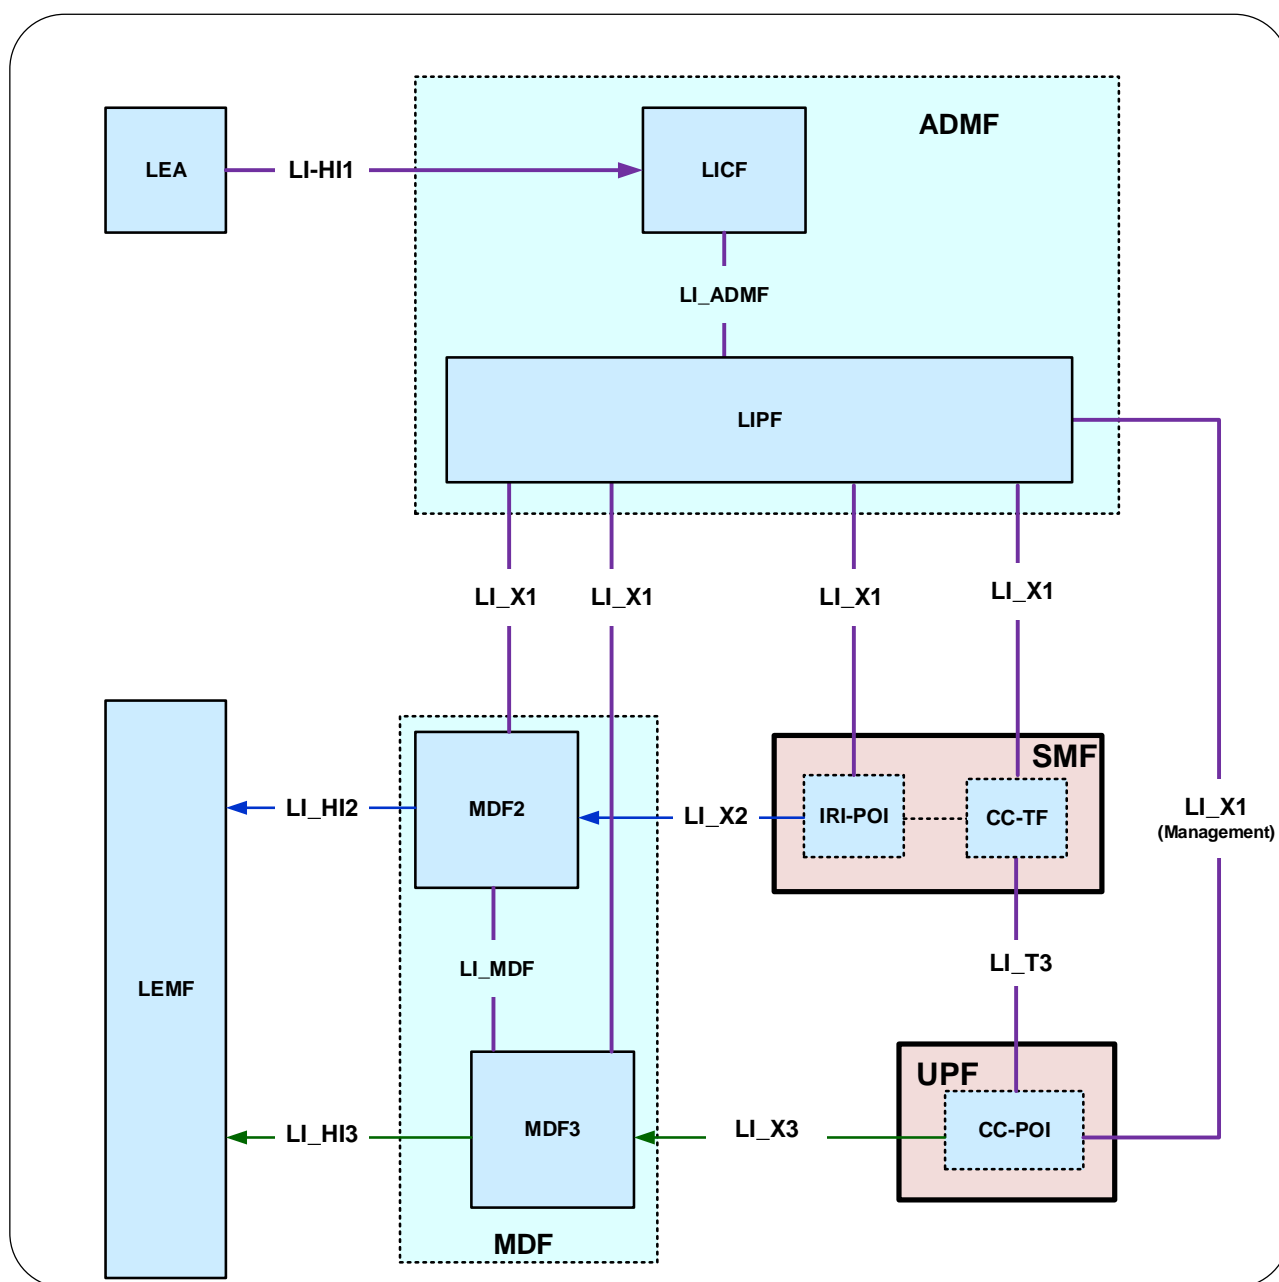 ADMF
LEA
LI-HI1
LICF
LI_ADMF
LIPF
LI_X1
LI_X1
LI_X1
LI_X1
SMF
LI_HI2
MDF2
LI_X2
IRI-POI
CC-TF
LI_X1
(Management)
LI_MDF
LI_T3
LEMF
UPF
LI_HI3
MDF3
LI_X3
CC-POI
MDF